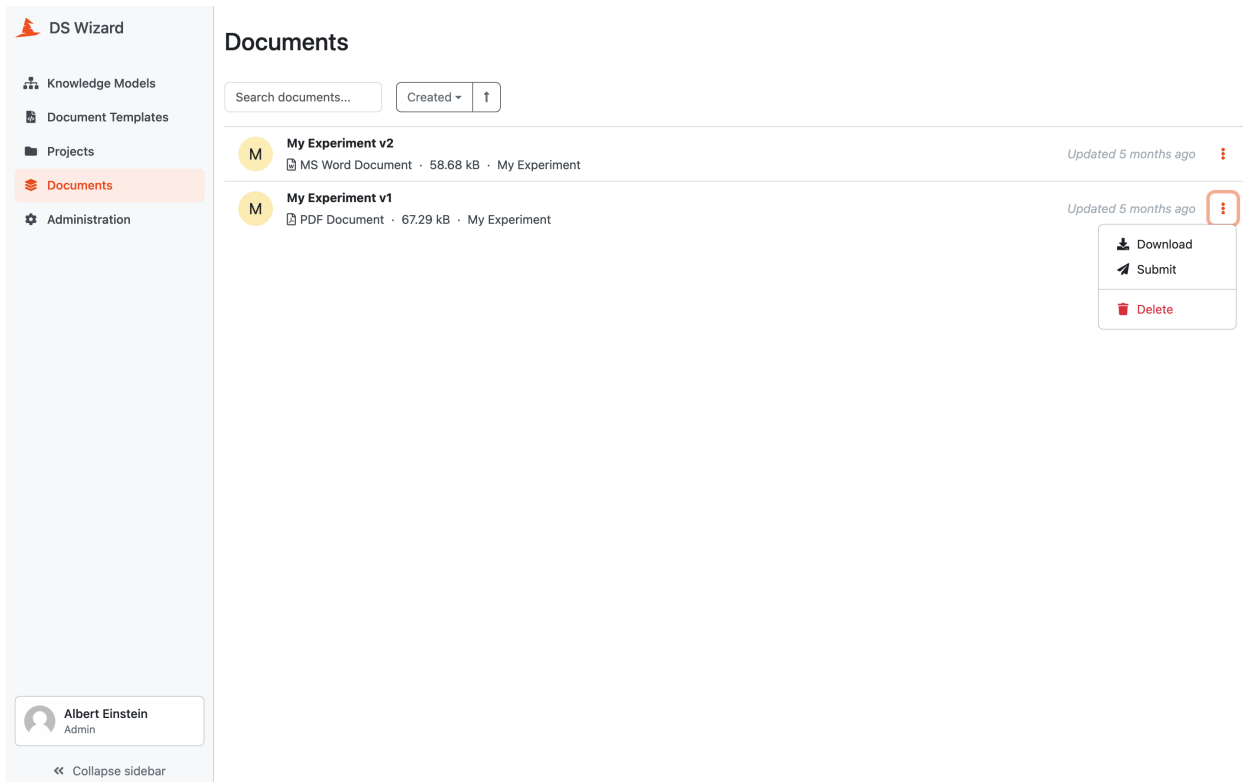 DS Wizard
Knowledge Models
Document Templates
Projects
Documents
Administration
Albert Einstein
Admin
Collapse sidebar
Documents
Search documents...
Created
M
My Experiment v2
MS Word Document · 58.68 kB · My Experiment
Updated 5 months ago
M
My Experiment v1
PDF Document · 67.29 kB · My Experiment
Updated 5 months ago
Download
Submit
Delete